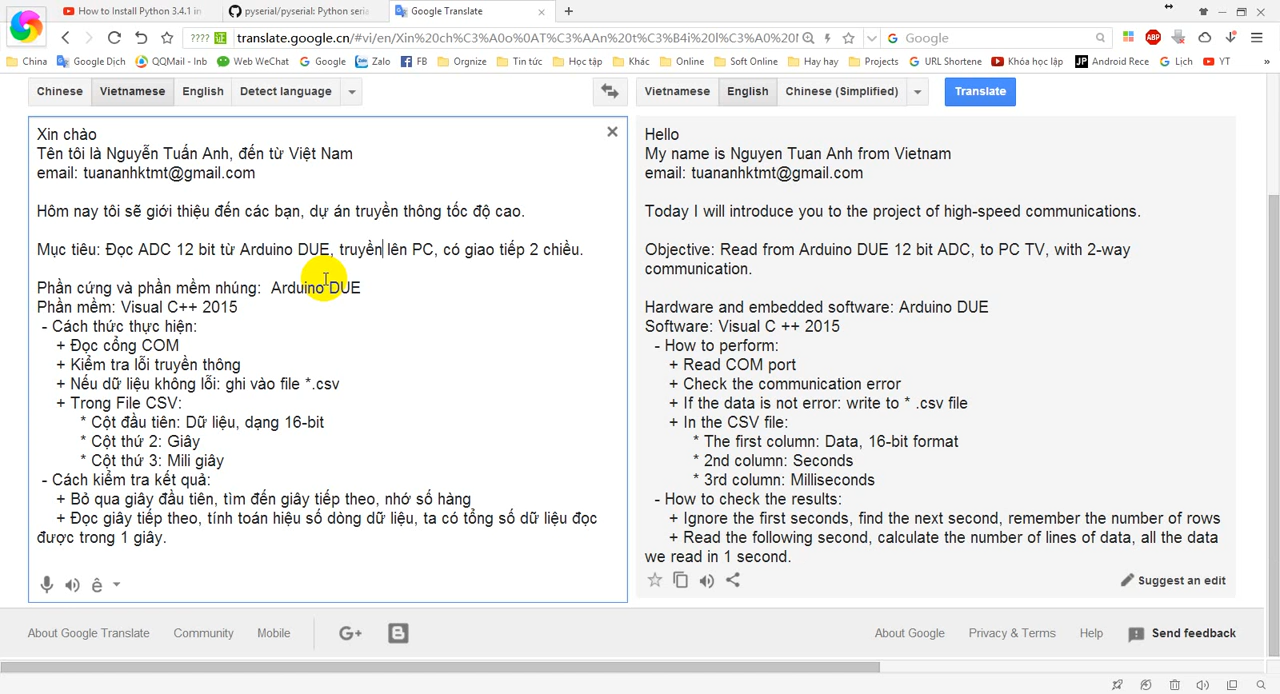 How to Install Python 3.4.1 in
pyserial/pyserial: Python seria
Google Translate
???? 证 translate.google.cn/#vi/en/Xin%20ch%C3%A0o%0AT%C3%AAn%20t%C3%B4i%20l%C3%A0%20
Google
ABP
China Google Dịch QQMail - Inb Web WeChat Google Zalo FB Orgnize Tin tức Học tập Khác Online Soft Online Hay hay Projects URL Shortene Khóa học lập JP Android Rece Lịch YT »
Chinese Vietnamese English Detect language
Vietnamese English Chinese (Simplified) Translate
Xin chào
Tên tôi là Nguyễn Tuấn Anh, đến từ Việt Nam
email: tuananhktmt@gmail.com
Hôm nay tôi sẽ giới thiệu đến các bạn, dự án truyền thông tốc độ cao.
Mục tiêu: Đọc ADC 12 bit từ Arduino DUE, truyền lên PC, có giao tiếp 2 chiều.
Phần cứng và phần mềm nhúng: Arduino DUE
Phần mềm: Visual C++ 2015
- Cách thức thực hiện:
+ Đọc cổng COM
+ Kiểm tra lỗi truyền thông
+ Nếu dữ liệu không lỗi: ghi vào file *.csv
+ Trong File CSV:
* Cột đầu tiên: Dữ liệu, dạng 16-bit
* Cột thứ 2: Giây
* Cột thứ 3: Mili giây
- Cách kiểm tra kết quả:
+ Bỏ qua giây đầu tiên, tìm đến giây tiếp theo, nhớ số hàng
+ Đọc giây tiếp theo, tính toán hiệu số dòng dữ liệu, ta có tổng số dữ liệu đọc
được trong 1 giây.
ê
Hello
My name is Nguyen Tuan Anh from Vietnam
email: tuananhktmt@gmail.com
Today I will introduce you to the project of high-speed communications.
Objective: Read from Arduino DUE 12 bit ADC, to PC TV, with 2-way
communication.
Hardware and embedded software: Arduino DUE
Software: Visual C ++ 2015
- How to perform:
+ Read COM port
+ Check the communication error
+ If the data is not error: write to * .csv file
+ In the CSV file:
* The first column: Data, 16-bit format
* 2nd column: Seconds
* 3rd column: Milliseconds
- How to check the results:
+ Ignore the first seconds, find the next second, remember the number of rows
+ Read the following second, calculate the number of lines of data, all the data
we read in 1 second.
Suggest an edit
About Google Translate Community Mobile G+ B
About Google Privacy & Terms Help Send feedback